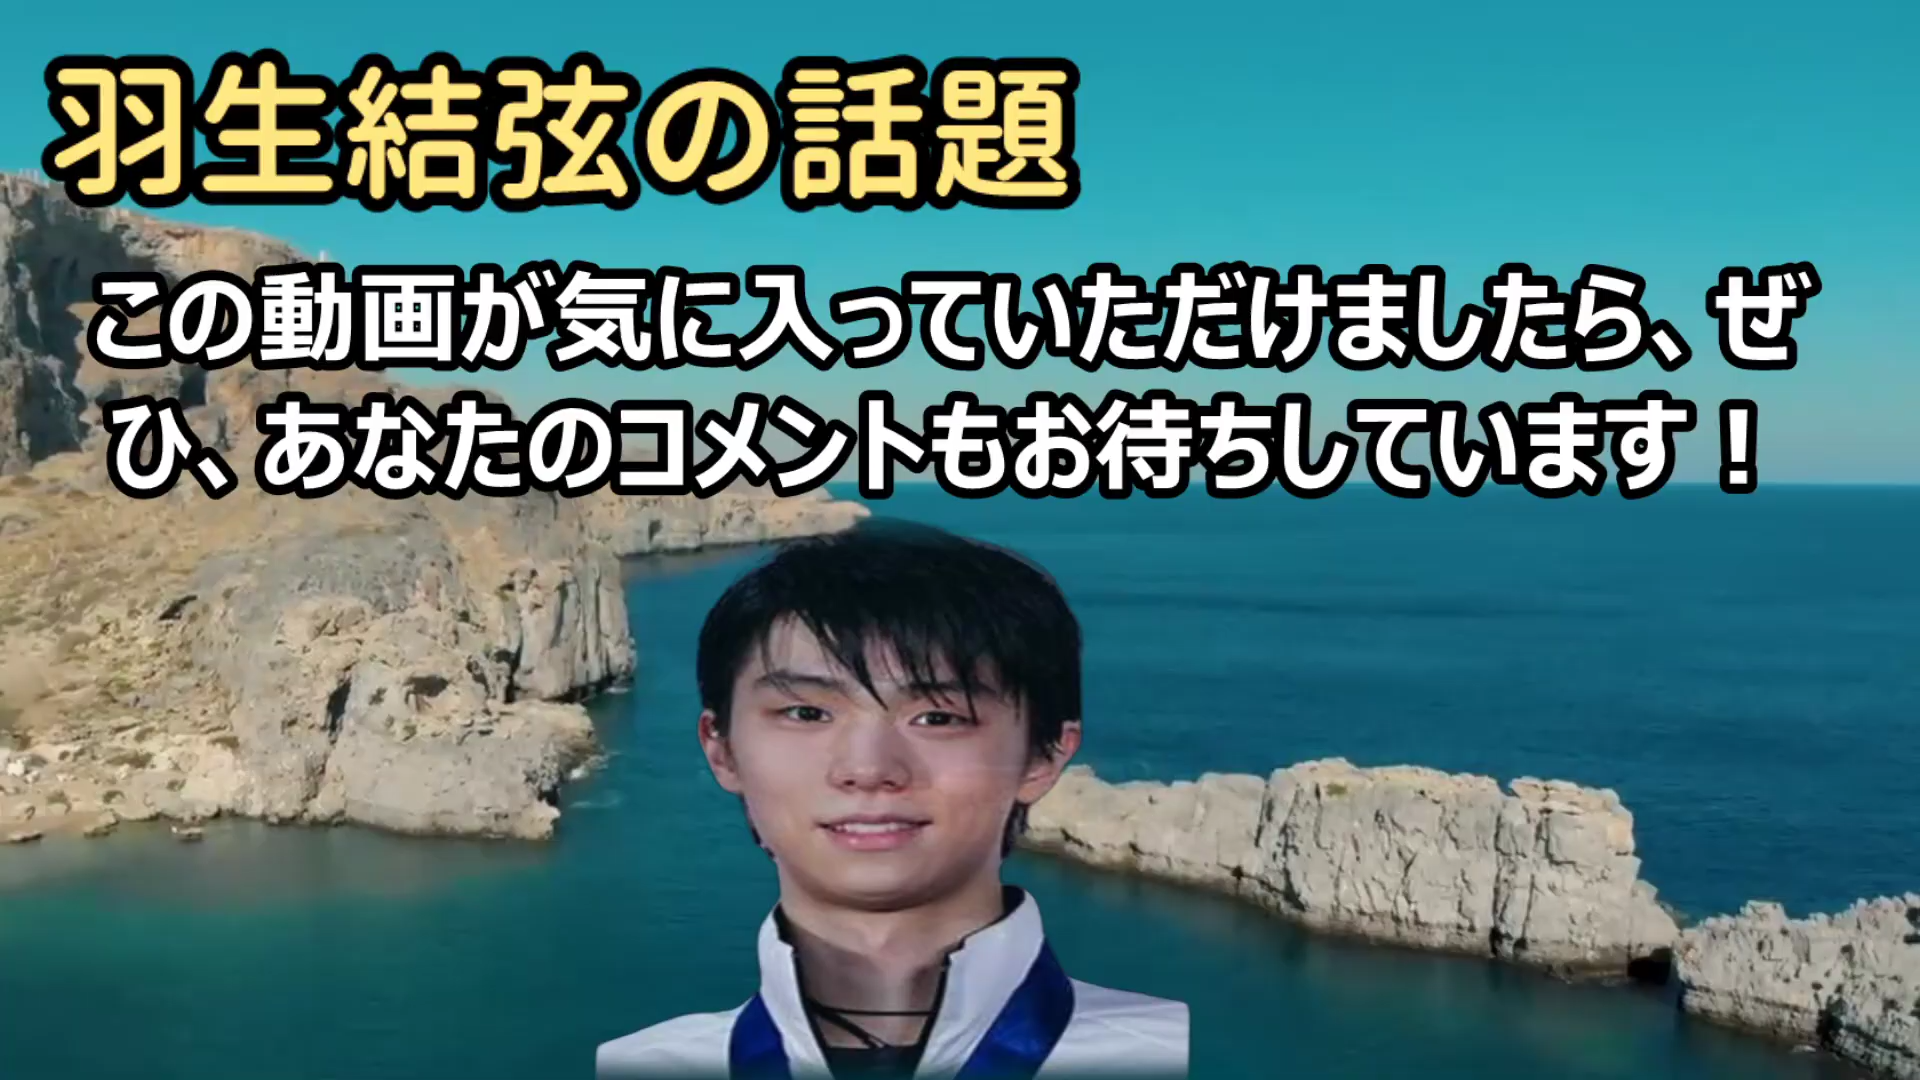 羽生結弦の話題
この動画が気に入っていただけましたら、ぜ
ひ、あなたのコメントもお待ちしています！